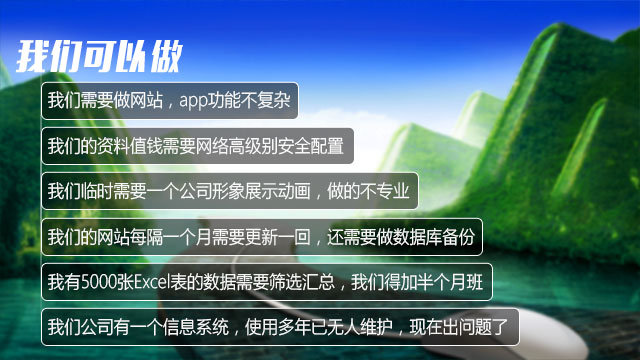 我们可以做
我们需要做网站，app功能不复杂
我们的资料值钱需要网络高级别安全配置
我们临时需要一个公司形象展示动画，做的不专业
我们的网站每隔一个月需要更新一回，还需要做数据库备份
我有5000张Excel表的数据需要筛选汇总，我们得加半个月班
我们公司有一个信息系统，使用多年已无人维护，现在出问题了